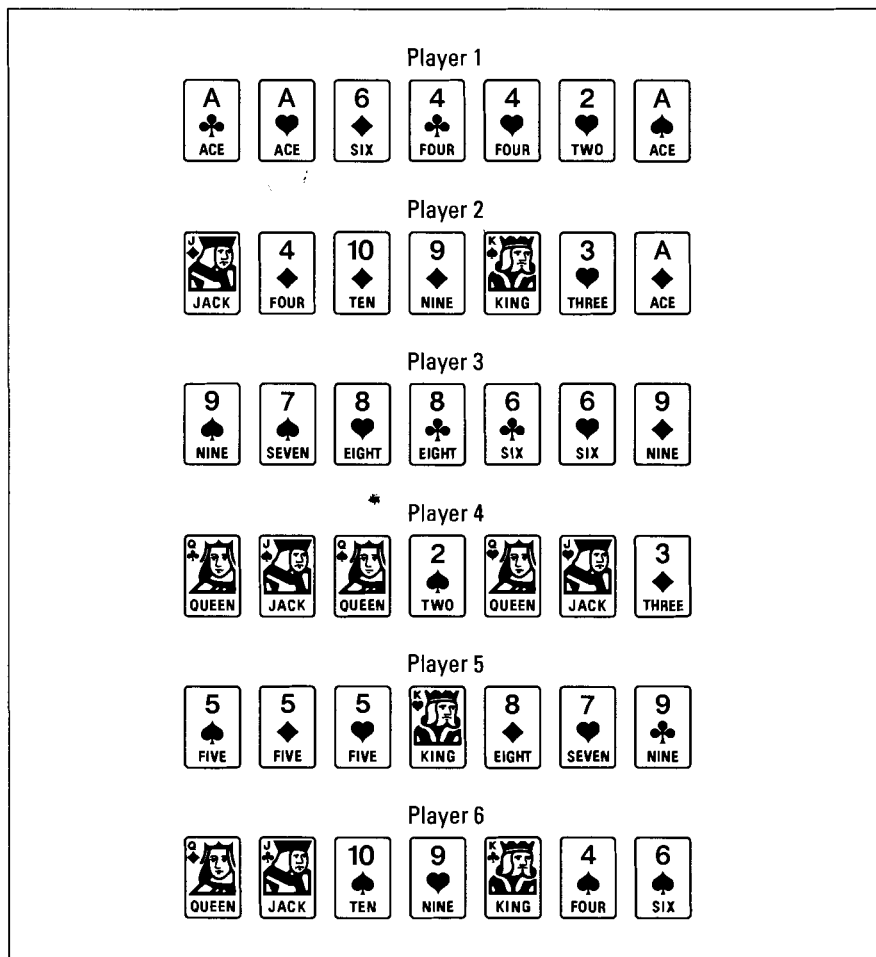 Player 1
A A 6 4 4 2 A
ACE ACE SIX FOUR FOUR TWO ACE
Player 2
J 4 10 9 K 3 A
JACK FOUR TEN NINE KING THREE ACE
Player 3
9 7 8 8 6 6 9
NINE SEVEN EIGHT EIGHT SIX SIX NINE
Player 4
Q J Q 2 Q J 3
QUEEN JACK QUEEN TWO QUEEN JACK THREE
Player 5
5 5 5 K 8 7 9
FIVE FIVE FIVE KING EIGHT SEVEN NINE
Player 6
Q J 10 9 K 4 6
QUEEN JACK TEN NINE KING FOUR SIX